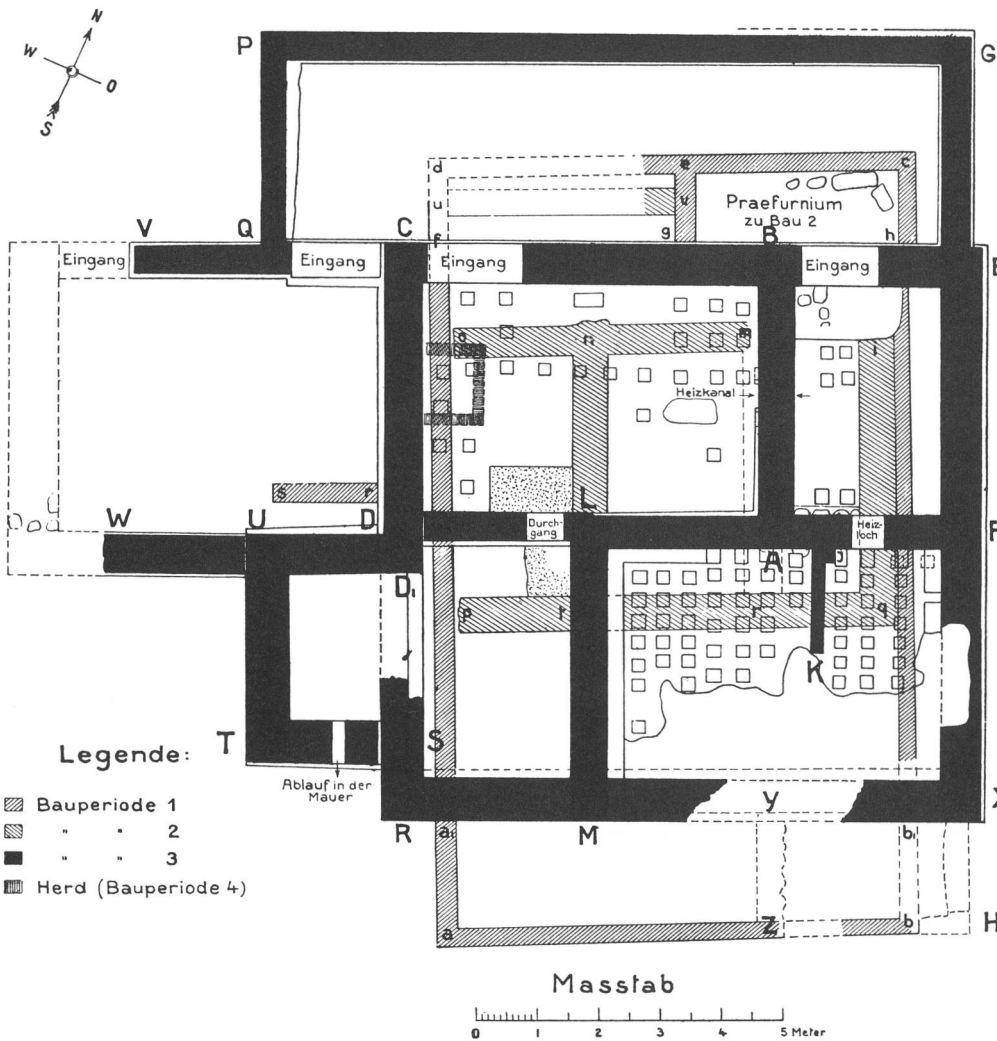 N
W
O
S
P
G
d
e
c
u
v
Praefurnium
zu Bau 2
V
Q
C
f
g
B
h
E
Eingang
Eingang
Eingang
Eingang
o
n
m
i
Heizkanal
s
r
L
W
U
D
Durch-
gang
Heiz-
loch
F
A
J
D1
p
t
r
q
K
T
S
Legende:
Ablauf in der
Mauer
Bauperiode 1
" " 2
" " 3
Herd (Bauperiode 4)
R
a1
M
y
b1
X
a
Z
b
H
Masstab
0 1 2 3 4 5 Meter